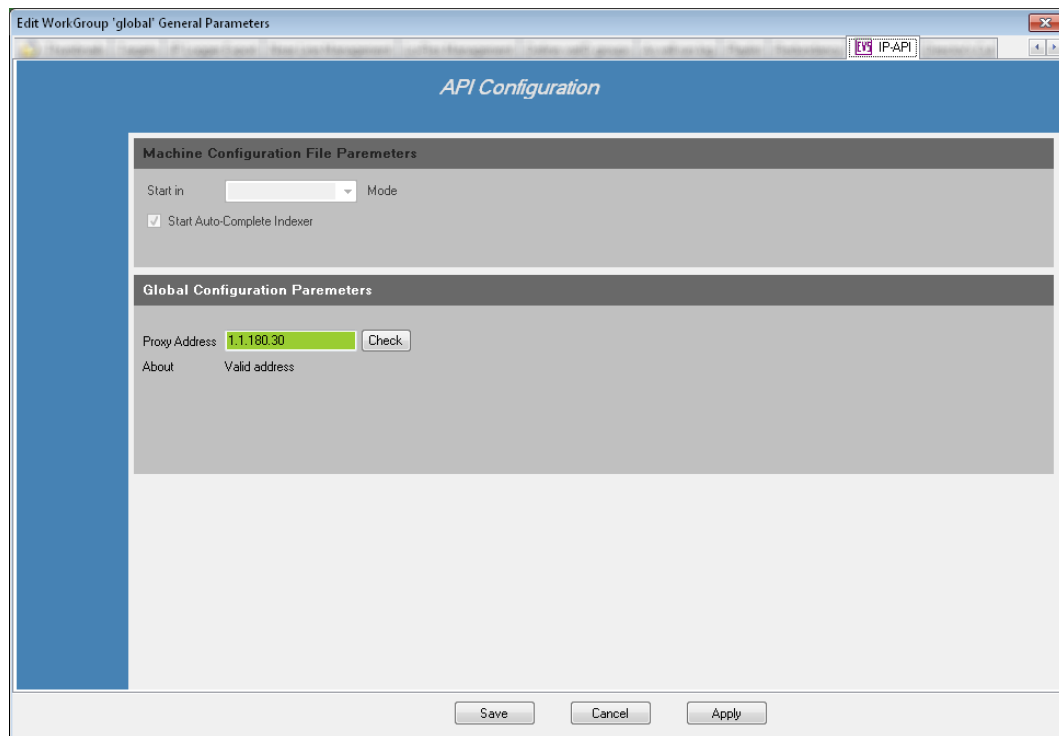 Edit WorkGroup 'global' General Parameters
EVS IP-API
API Configuration
Machine Configuration File Paremeters
Start in Mode
Start Auto-Complete Indexer
Global Configuration Paremeters
Proxy Address 1.1.180.30 Check
About Valid address
Save Cancel Apply